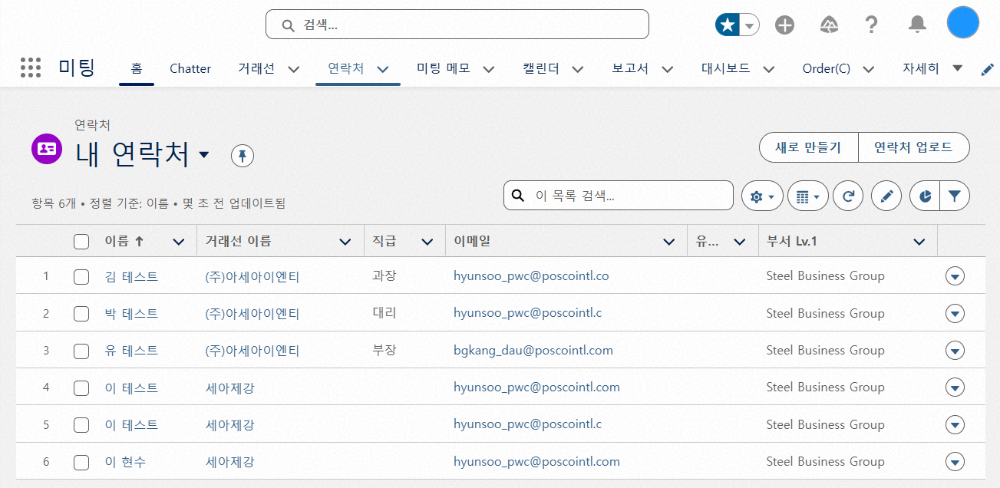 검색...
미팅 홈 Chatter 거래선 연락처 미팅 메모 캘린더 보고서 대시보드 Order(C) 자세히
연락처
내 연락처
새로 만들기 연락처 업로드
항목 6개 • 정렬 기준: 이름 • 몇 초 전 업데이트됨
이 목록 검색...
이름 ↑ 거래선 이름 직급 이메일 유... 부서 Lv.1
1 김 테스트 (주)아세아이엔티 과장 hyunsoo_pwc@poscointl.co Steel Business Group
2 박 테스트 (주)아세아이엔티 대리 hyunsoo_pwc@poscointl.c Steel Business Group
3 유 테스트 (주)아세아이엔티 부장 bgkang_dau@poscointl.com Steel Business Group
4 이 테스트 세아제강 hyunsoo_pwc@poscointl.com Steel Business Group
5 이 테스트 세아제강 hyunsoo_pwc@poscointl.c Steel Business Group
6 이 현수 세아제강 hyunsoo_pwc@poscointl.com Steel Business Group